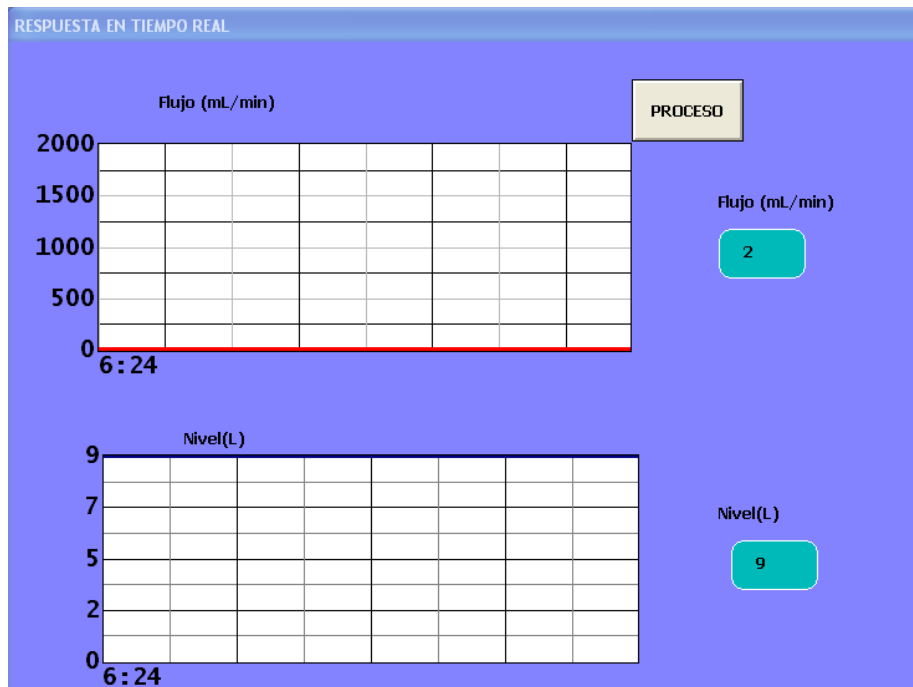 RESPUESTA EN TIEMPO REAL
Flujo (mL/min)
PROCESO
2000
1500
1000
500
0
6:24
Flujo (mL/min)
2
Nivel(L)
9
7
5
2
0
6:24
Nivel(L)
9